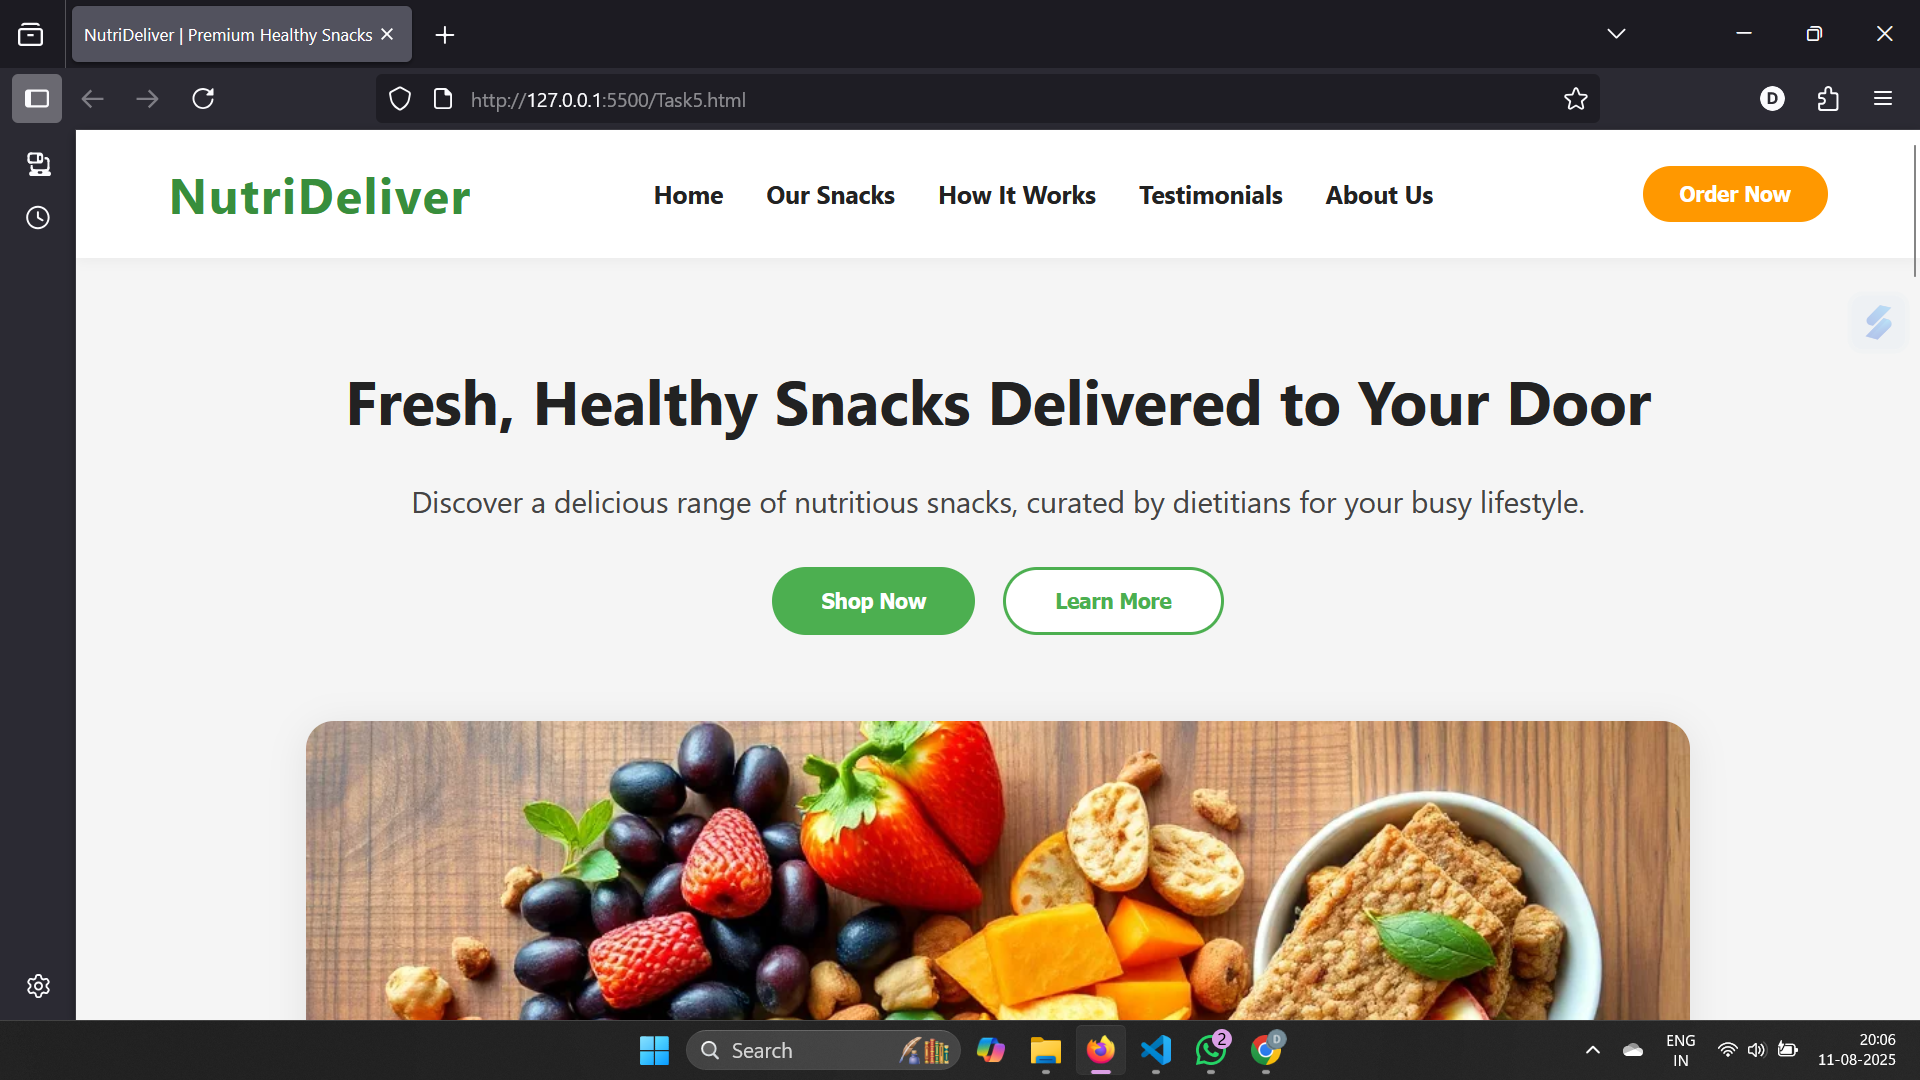 NutriDeliver | Premium Healthy Snacks
http://127.0.0.1:5500/Task5.html
D
NutriDeliver
Home
Our Snacks
How It Works
Testimonials
About Us
Order Now
Fresh, Healthy Snacks Delivered to Your Door
Discover a delicious range of nutritious snacks, curated by dietitians for your busy lifestyle.
Shop Now
Learn More
Search
2
D
ENG
IN
20:06
11-08-2025